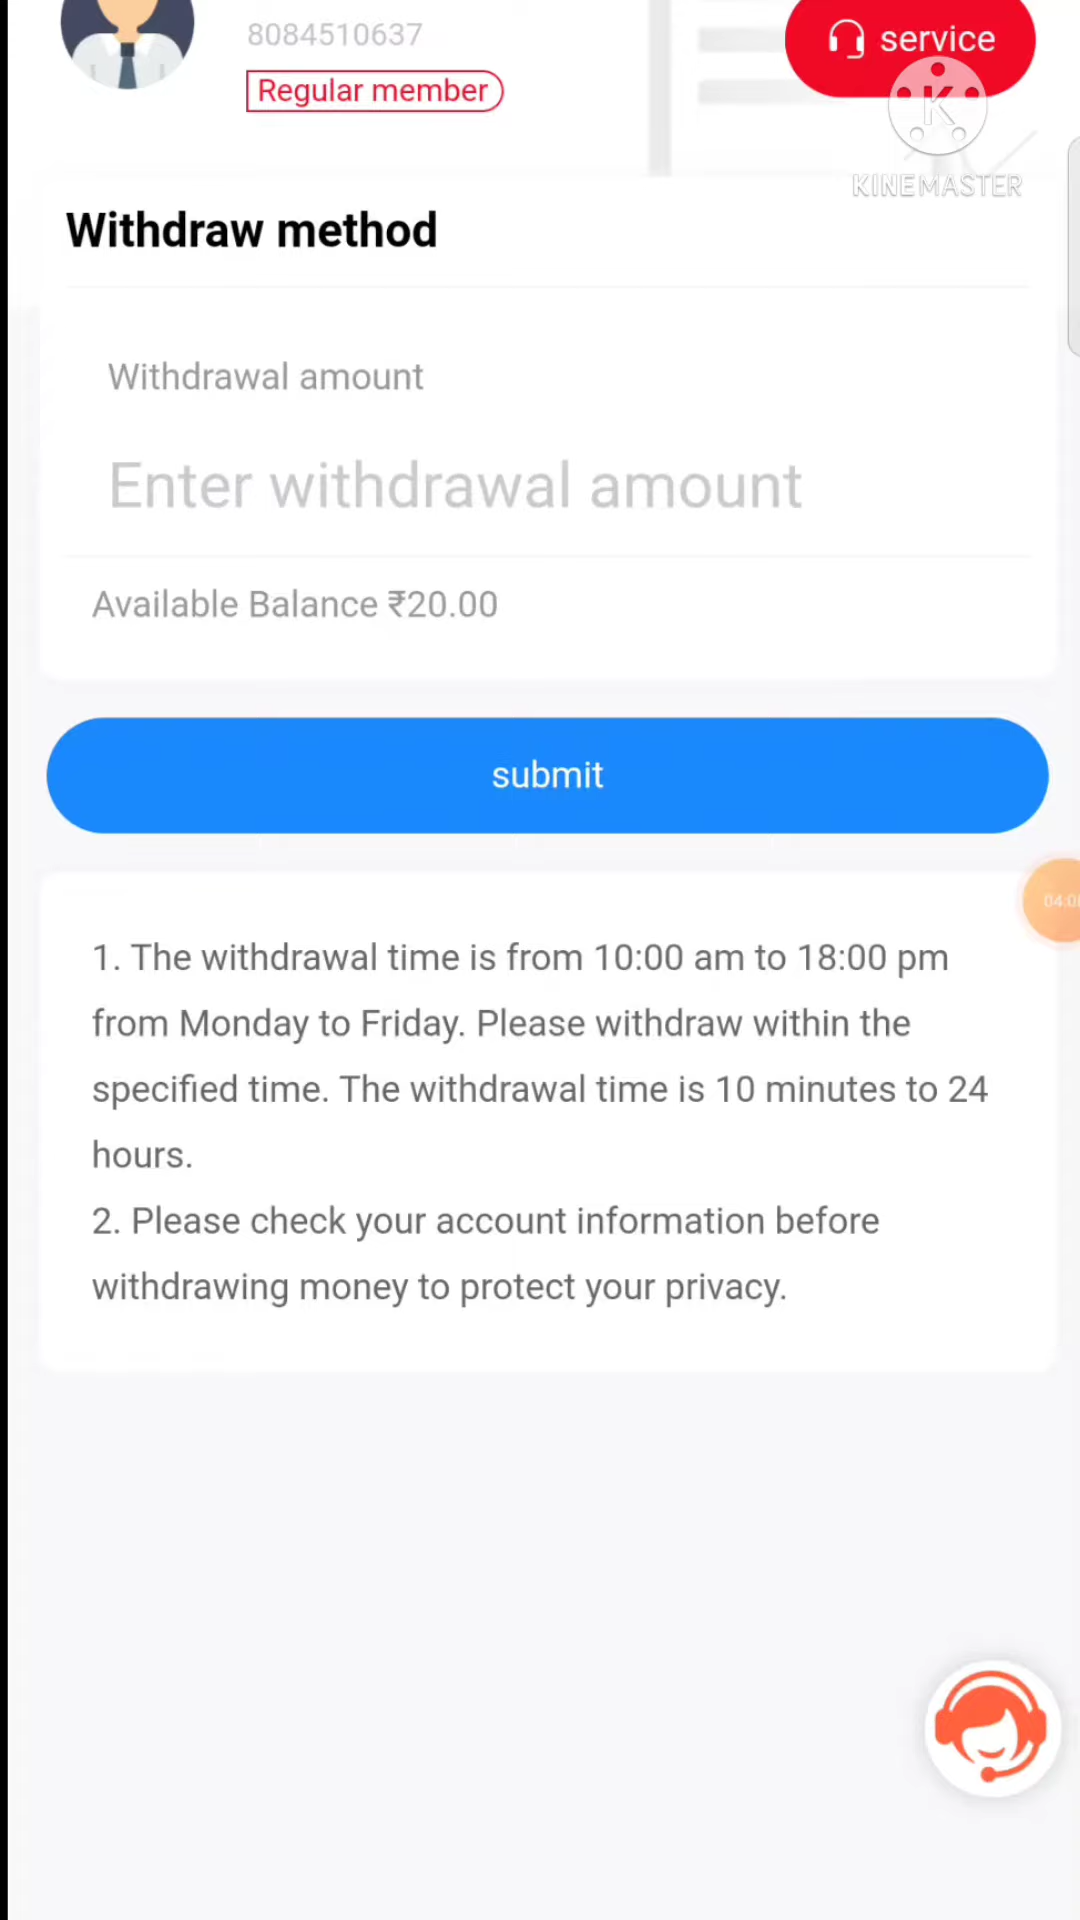 8084510637
service
Regular member
K
KINEMASTER
Withdraw method
Withdrawal amount
Enter withdrawal amount
Available Balance ₹20.00
submit
1. The withdrawal time is from 10:00 am to 18:00 pm
from Monday to Friday. Please withdraw within the
specified time. The withdrawal time is 10 minutes to 24
hours.
2. Please check your account information before
withdrawing money to protect your privacy.